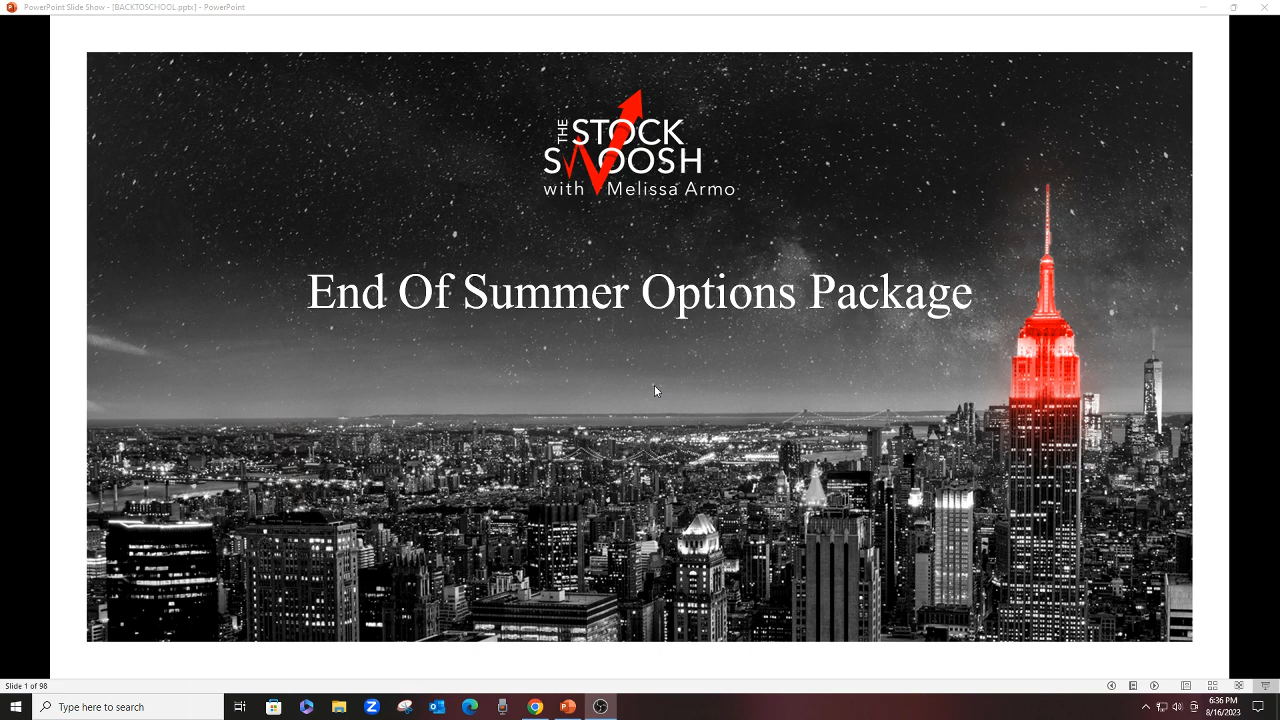 PowerPoint Slide Show - [BACKTOSCHOOL.pptx] - PowerPoint
THE STOCK
SWOOSH
with Melissa Armo
End Of Summer Options Package
Slide 1 of 98
Type here to search
6:36 PM
8/16/2023